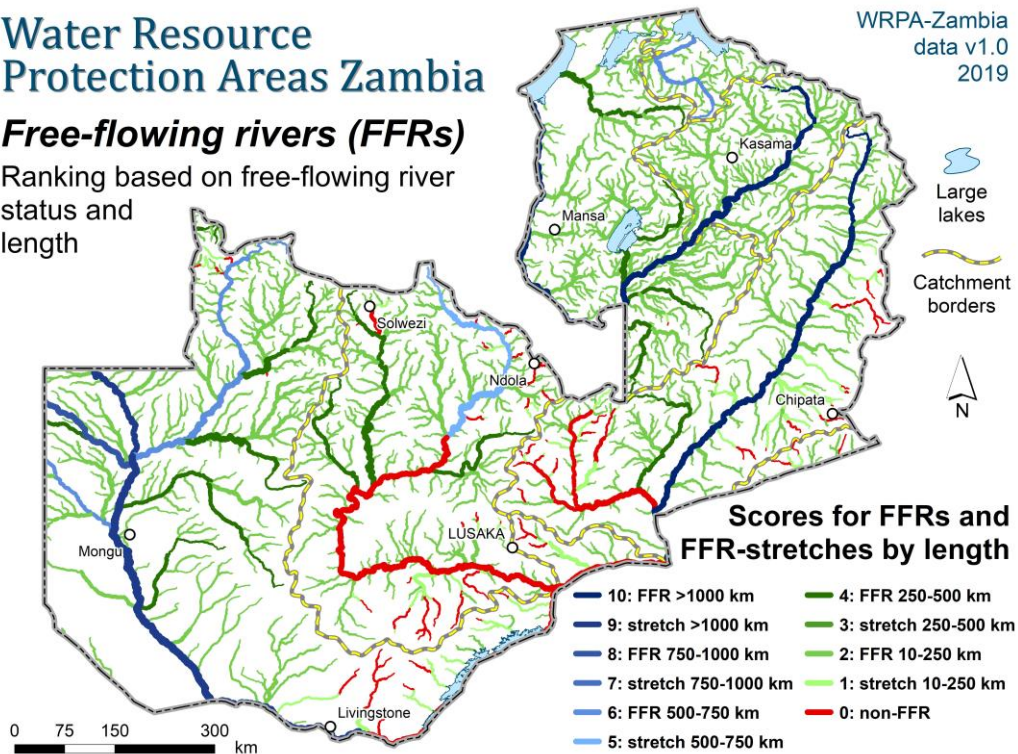 Water Resource
Protection Areas Zambia
Free-flowing rivers (FFRs)
Ranking based on free-flowing river
status and
length
WRPA-Zambia
data v1.0
2019
Large
lakes
Catchment
borders
N
Kasama
Mansa
Solwezi
Ndola
Chipata
LUSAKA
Mongu
Livingstone
Scores for FFRs and
FFR-stretches by length
10: FFR >1000 km
9: stretch >1000 km
8: FFR 750-1000 km
7: stretch 750-1000 km
6: FFR 500-750 km
5: stretch 500-750 km
4: FFR 250-500 km
3: stretch 250-500 km
2: FFR 10-250 km
1: stretch 10-250 km
0: non-FFR
0 75 150 300
km